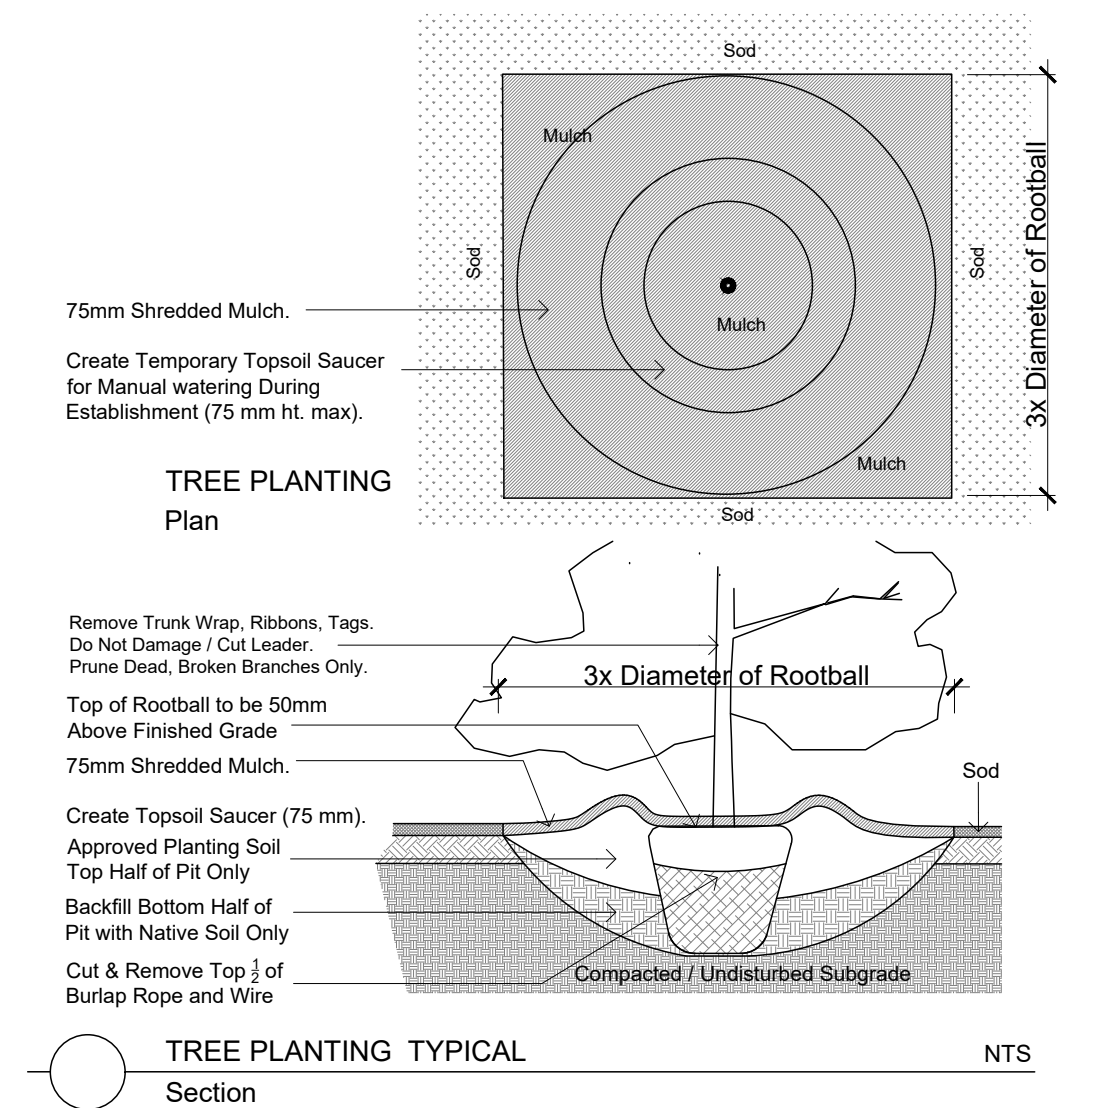 Sod
Mulch
Sod
Sod
3x Diameter of Rootball
75mm Shredded Mulch.
Mulch
Create Temporary Topsoil Saucer
for Manual watering During
Establishment (75 mm ht. max).
Mulch
TREE PLANTING
Plan
Sod
Remove Trunk Wrap, Ribbons, Tags.
Do Not Damage / Cut Leader.
Prune Dead, Broken Branches Only.
3x Diameter of Rootball
Top of Rootball to be 50mm
Above Finished Grade
75mm Shredded Mulch.
Sod
Create Topsoil Saucer (75 mm).
Approved Planting Soil
Top Half of Pit Only
Backfill Bottom Half of
Pit with Native Soil Only
Cut & Remove Top 1/2 of
Burlap Rope and Wire
Compacted / Undisturbed Subgrade
TREE PLANTING TYPICAL
NTS
Section